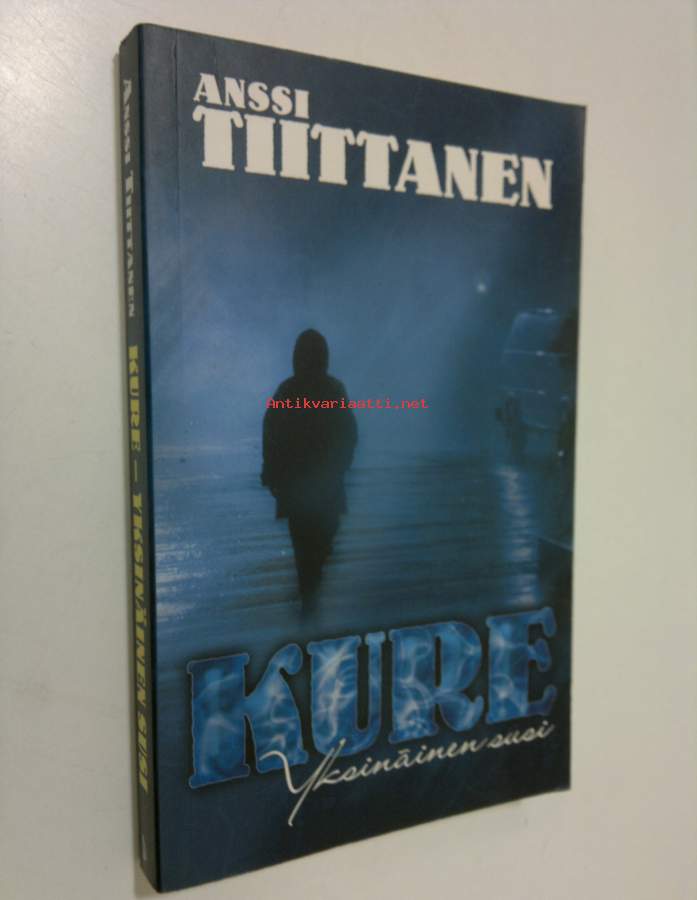 ANSSI
TIITTANEN
Antikvariaatti.net
KURE
Yksinäinen susi
ANSSI TIITTANEN KURE – YKSINÄINEN SUSI